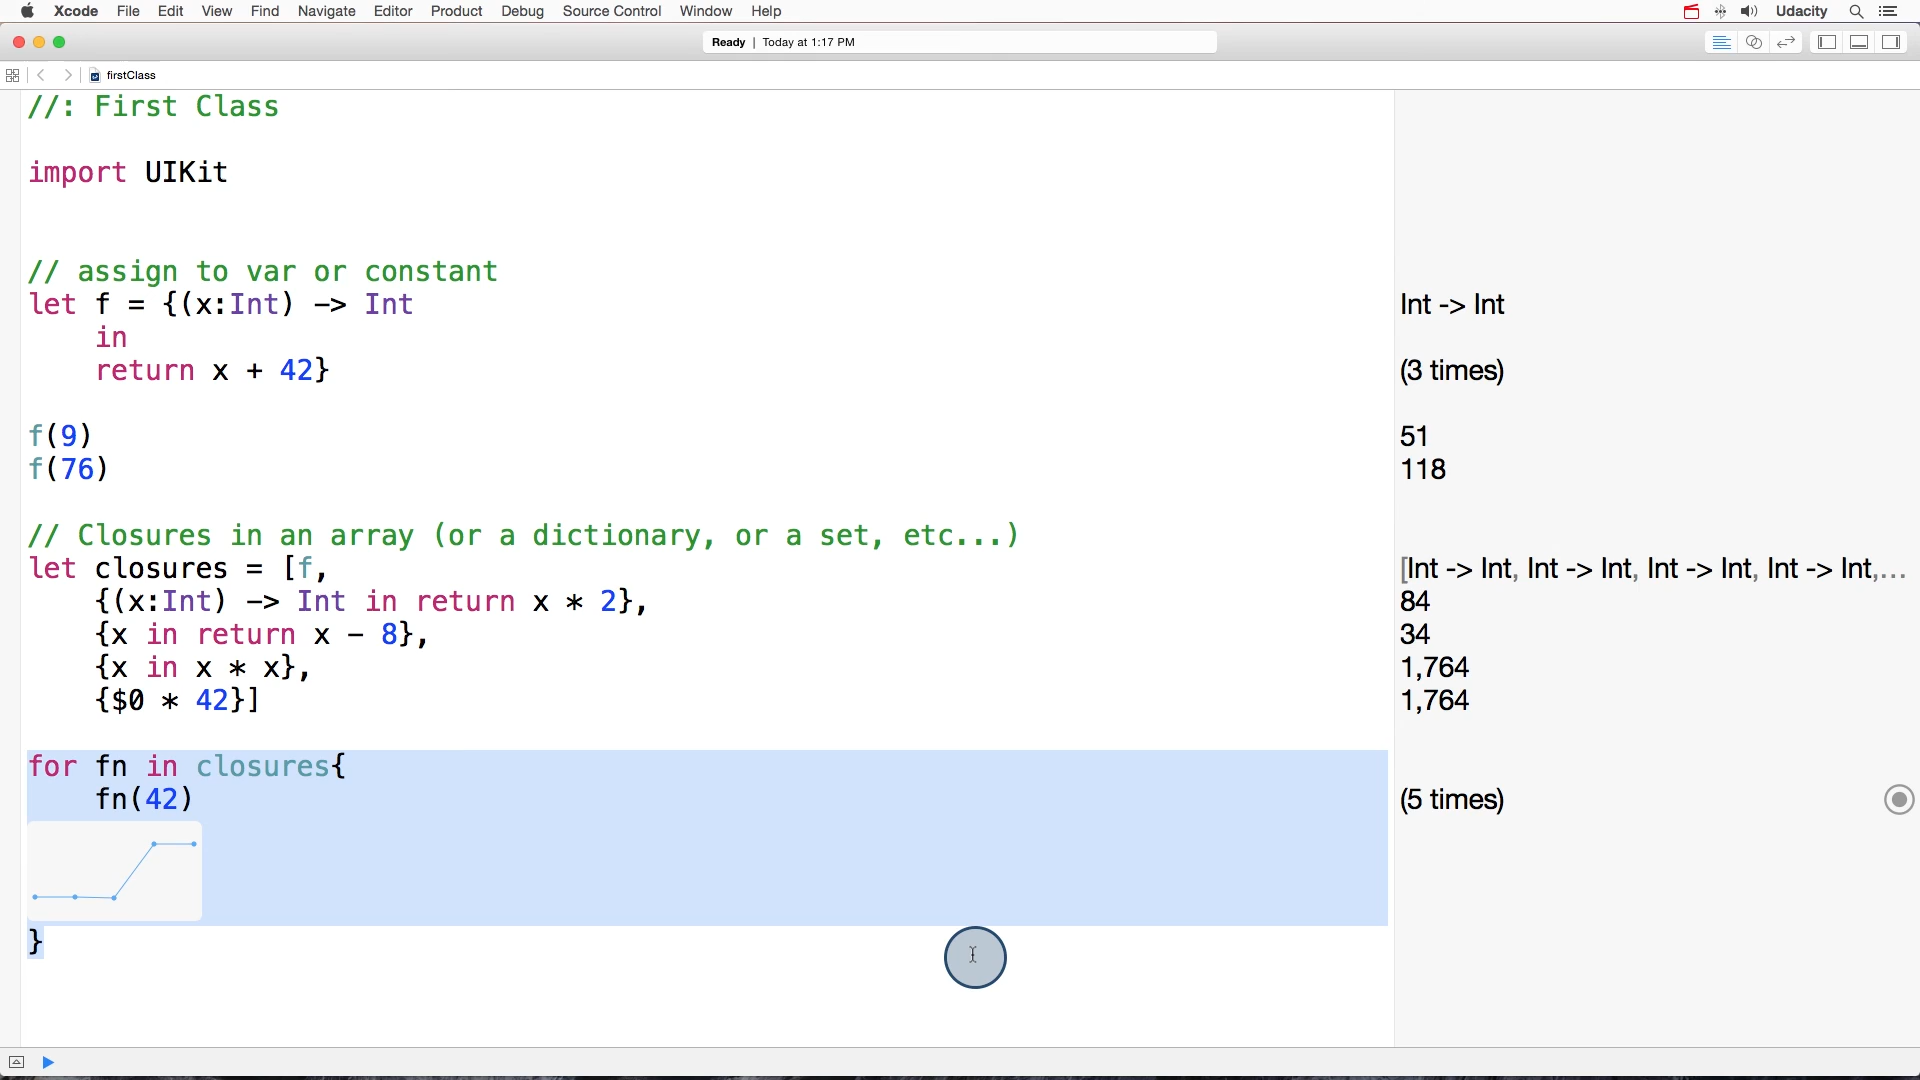 Xcode File Edit View Find Navigate Editor Product Debug Source Control Window Help Udacity
Ready | Today at 1:17 PM
firstClass
//: First Class
import UIKit
// assign to var or constant
let f = {(x:Int) -> Int
Int -> Int
in
return x + 42}
(3 times)
f(9)
51
f(76)
118
// Closures in an array (or a dictionary, or a set, etc...)
let closures = [f,
[Int -> Int, Int -> Int, Int -> Int, Int -> Int,...
{(x:Int) -> Int in return x * 2},
84
{x in return x - 8},
34
{x in x * x},
1,764
{$0 * 42}]
1,764
for fn in closures{
fn(42)
(5 times)
}